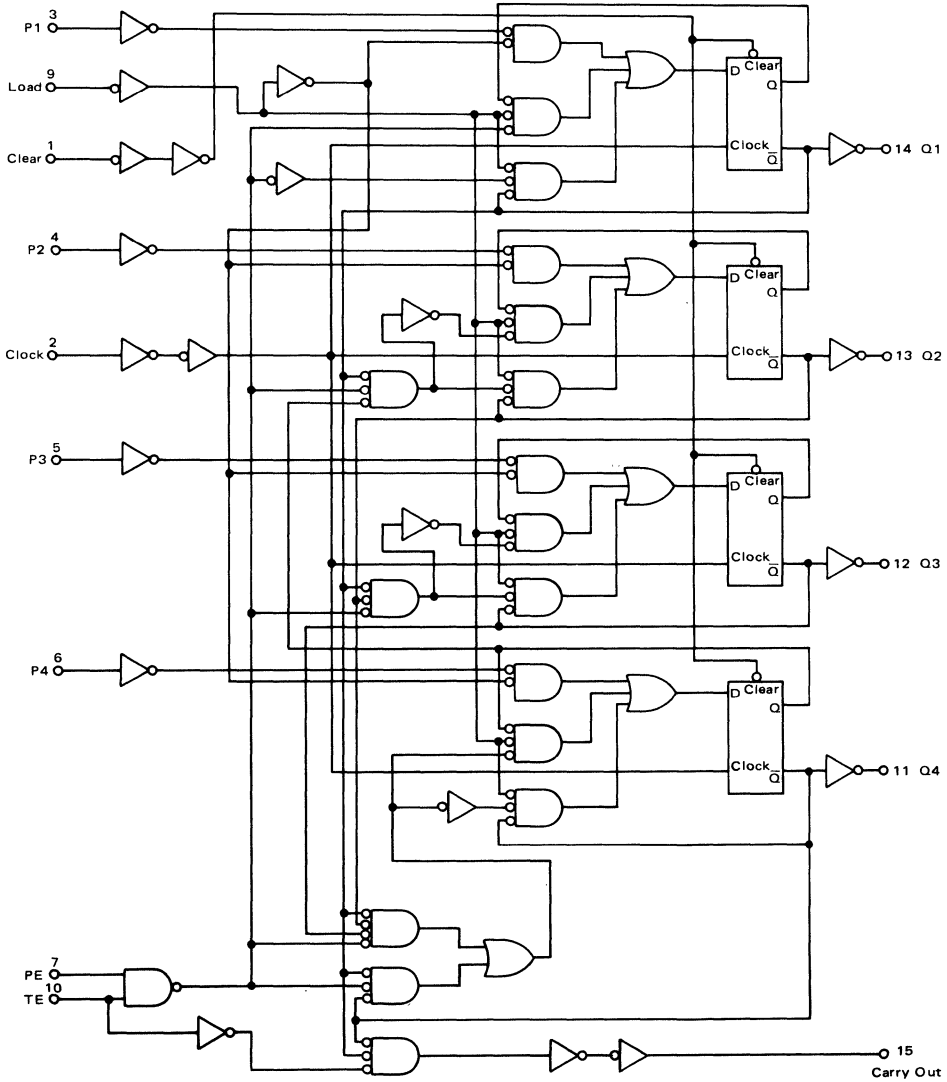 3
P1
9
Load
1
Clear
D Clear
Q
Clock Q̅
14 Q1
4
P2
2
Clock
D Clear
Q
Clock Q̅
13 Q2
5
P3
D Clear
Q
Clock Q̅
12 Q3
6
P4
D Clear
Q
Clock Q̅
11 Q4
7
PE
10
TE
15
Carry Out